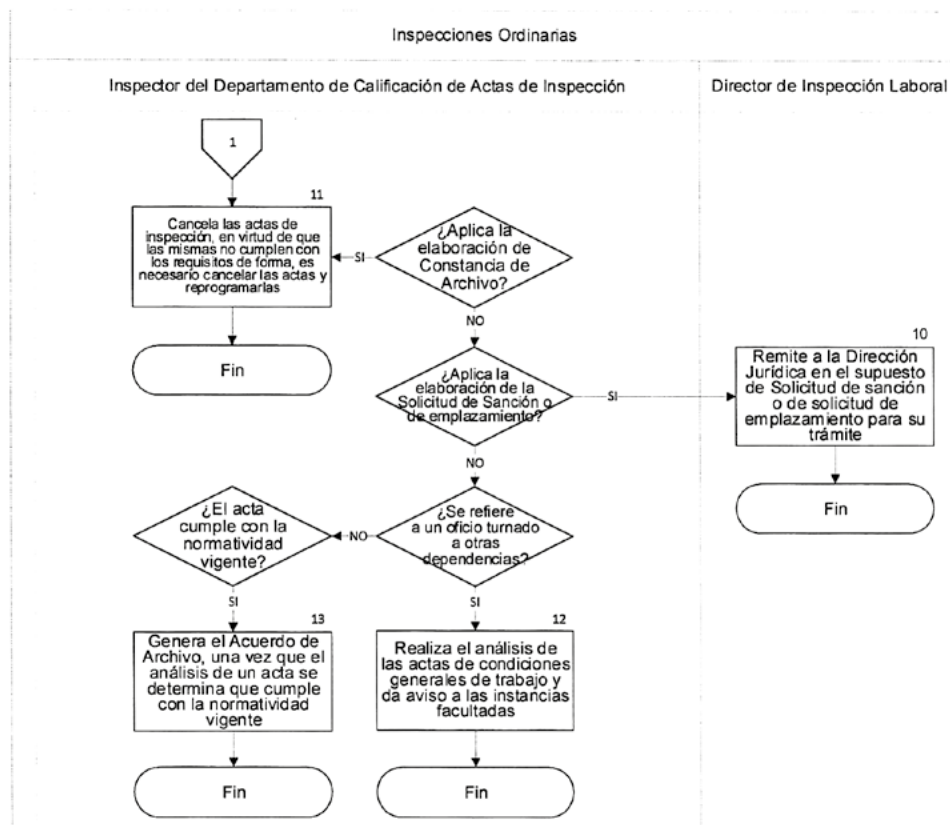 Inspecciones Ordinarias
Inspector del Departamento de Calificación de Actas de Inspección
Director de Inspección Laboral
1
11
Cancela las actas de
inspección, en virtud de que
las mismas no cumplen con
los requisitos de forma, es
necesario cancelar las actas y
reprogramarlas
¿Aplica la
elaboración de
Constancia de
Archivo?
SI
NO
Fin
¿Aplica la
elaboración de la
Solicitud de Sanción o
de emplazamiento?
SI
10
Remite a la Dirección
Jurídica en el supuesto
de Solicitud de sanción
o de solicitud de
emplazamiento para su
trámite
NO
Fin
¿El acta
cumple con la
normatividad
vigente?
NO
¿Se refiere
a un oficio turnado
a otras
dependencias?
SI
SI
13
Genera el Acuerdo de
Archivo, una vez que el
análisis de un acta se
determina que cumple
con la normatividad
vigente
12
Realiza el análisis de
las actas de condiciones
generales de trabajo y
da aviso a las instancias
facultadas
Fin
Fin